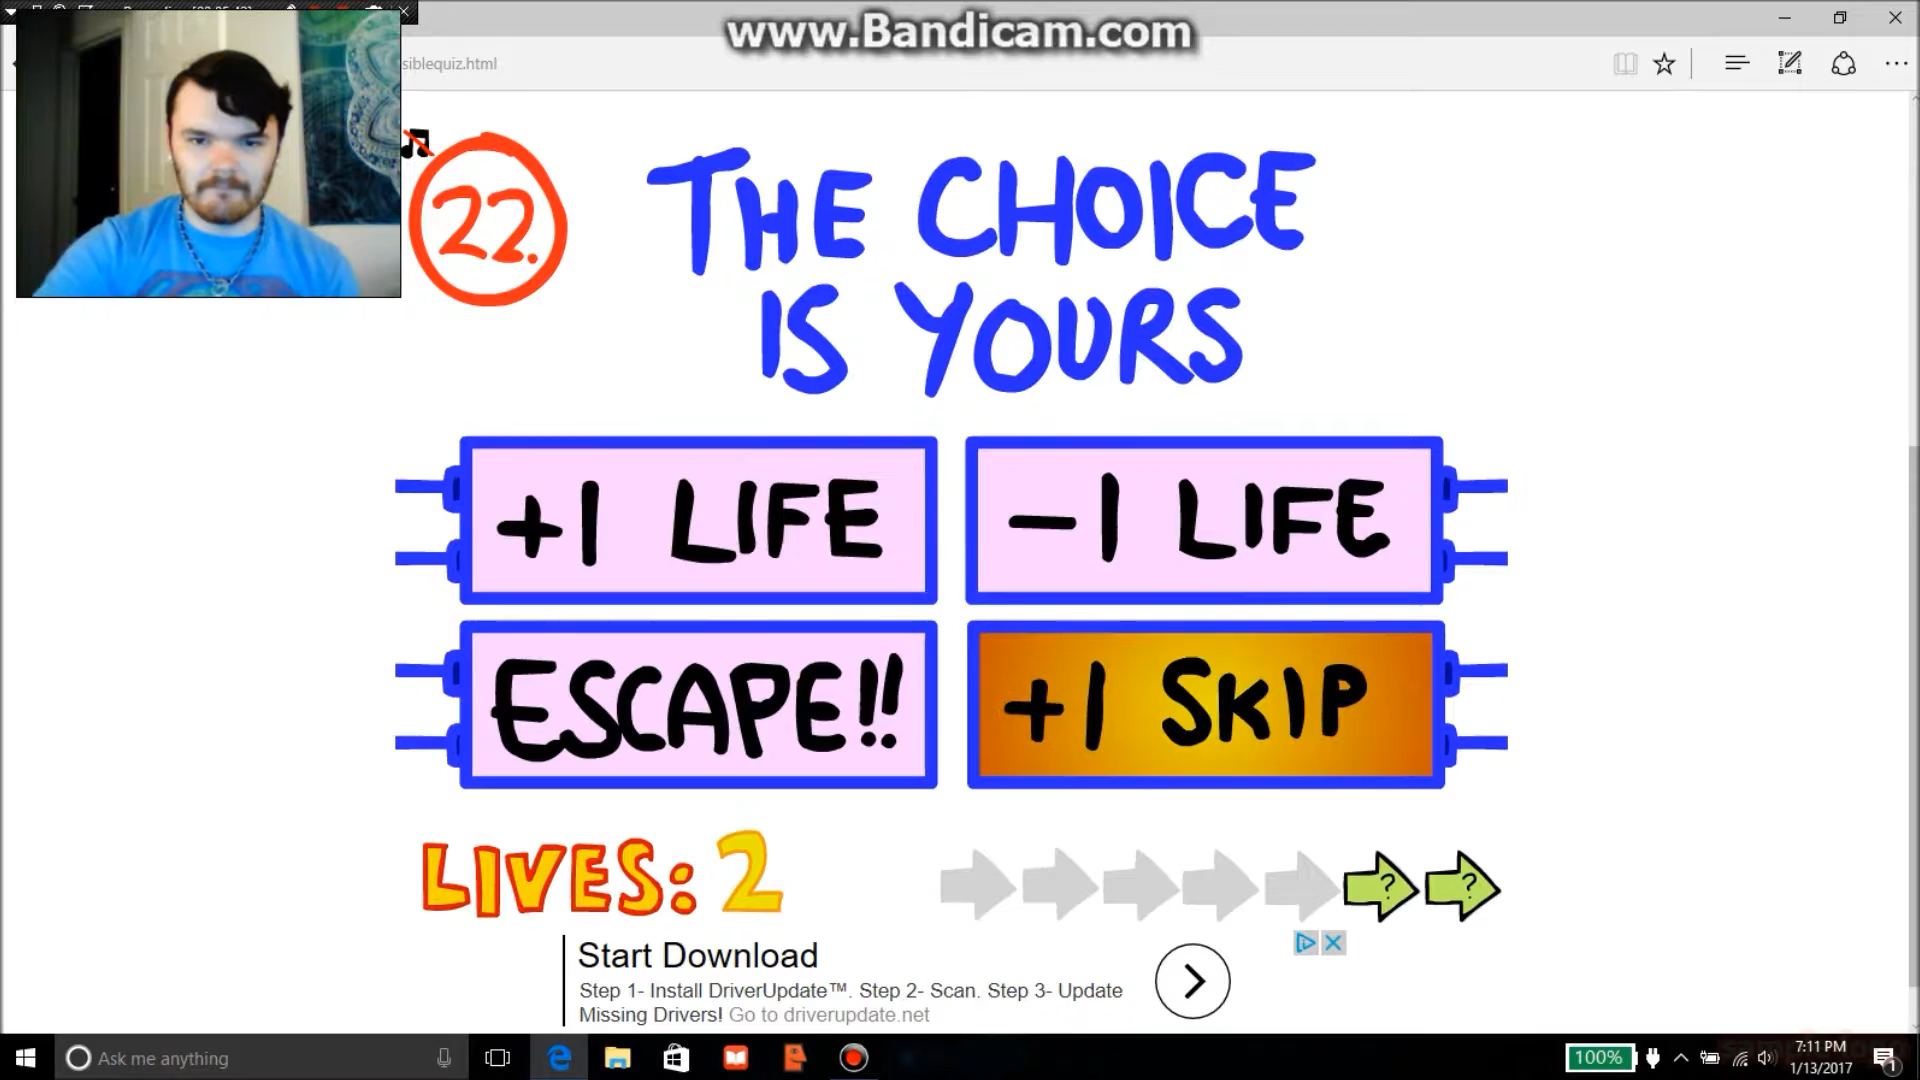 www.Bandicam.com
siblequiz.html
22.
THE CHOICE
IS YOURS
+1 LIFE
-1 LIFE
ESCAPE!!
+1 SKIP
LIVES: 2
? ?
Start Download
Step 1- Install DriverUpdate™. Step 2- Scan. Step 3- Update
Missing Drivers! Go to driverupdate.net
Ask me anything
100%
7:11 PM
1/13/2017
1